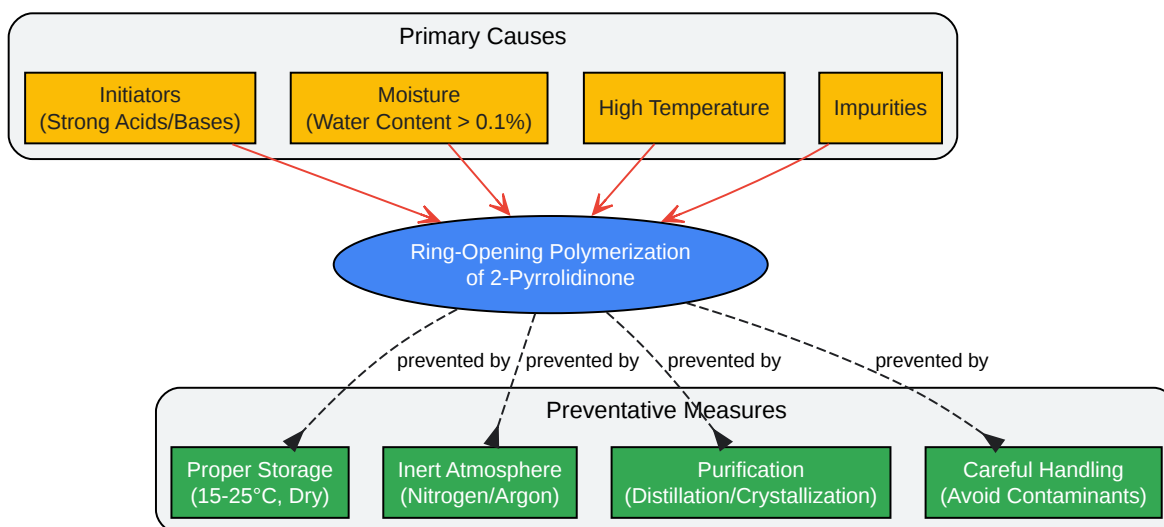 Primary Causes
Initiators
(Strong Acids/Bases)
Moisture
(Water Content > 0.1%)
High Temperature
Impurities
Ring-Opening Polymerization
of 2-Pyrrolidinone
prevented by
prevented by
prevented by
prevented by
Preventative Measures
Proper Storage
(15-25°C, Dry)
Inert Atmosphere
(Nitrogen/Argon)
Purification
(Distillation/Crystallization)
Careful Handling
(Avoid Contaminants)